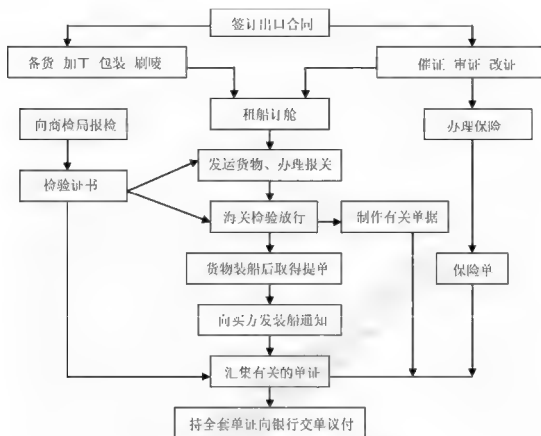 签订出口合同
备货 加工 包装 刷唛
催证 审证 改证
租船订舱
向商检局报检
办理保险
发运货物、办理报关
检验证书
海关检验放行
制作有关单据
货物装船后取得提单
保险单
向买方发装船通知
汇集有关的单证
持全套单证向银行交单议付